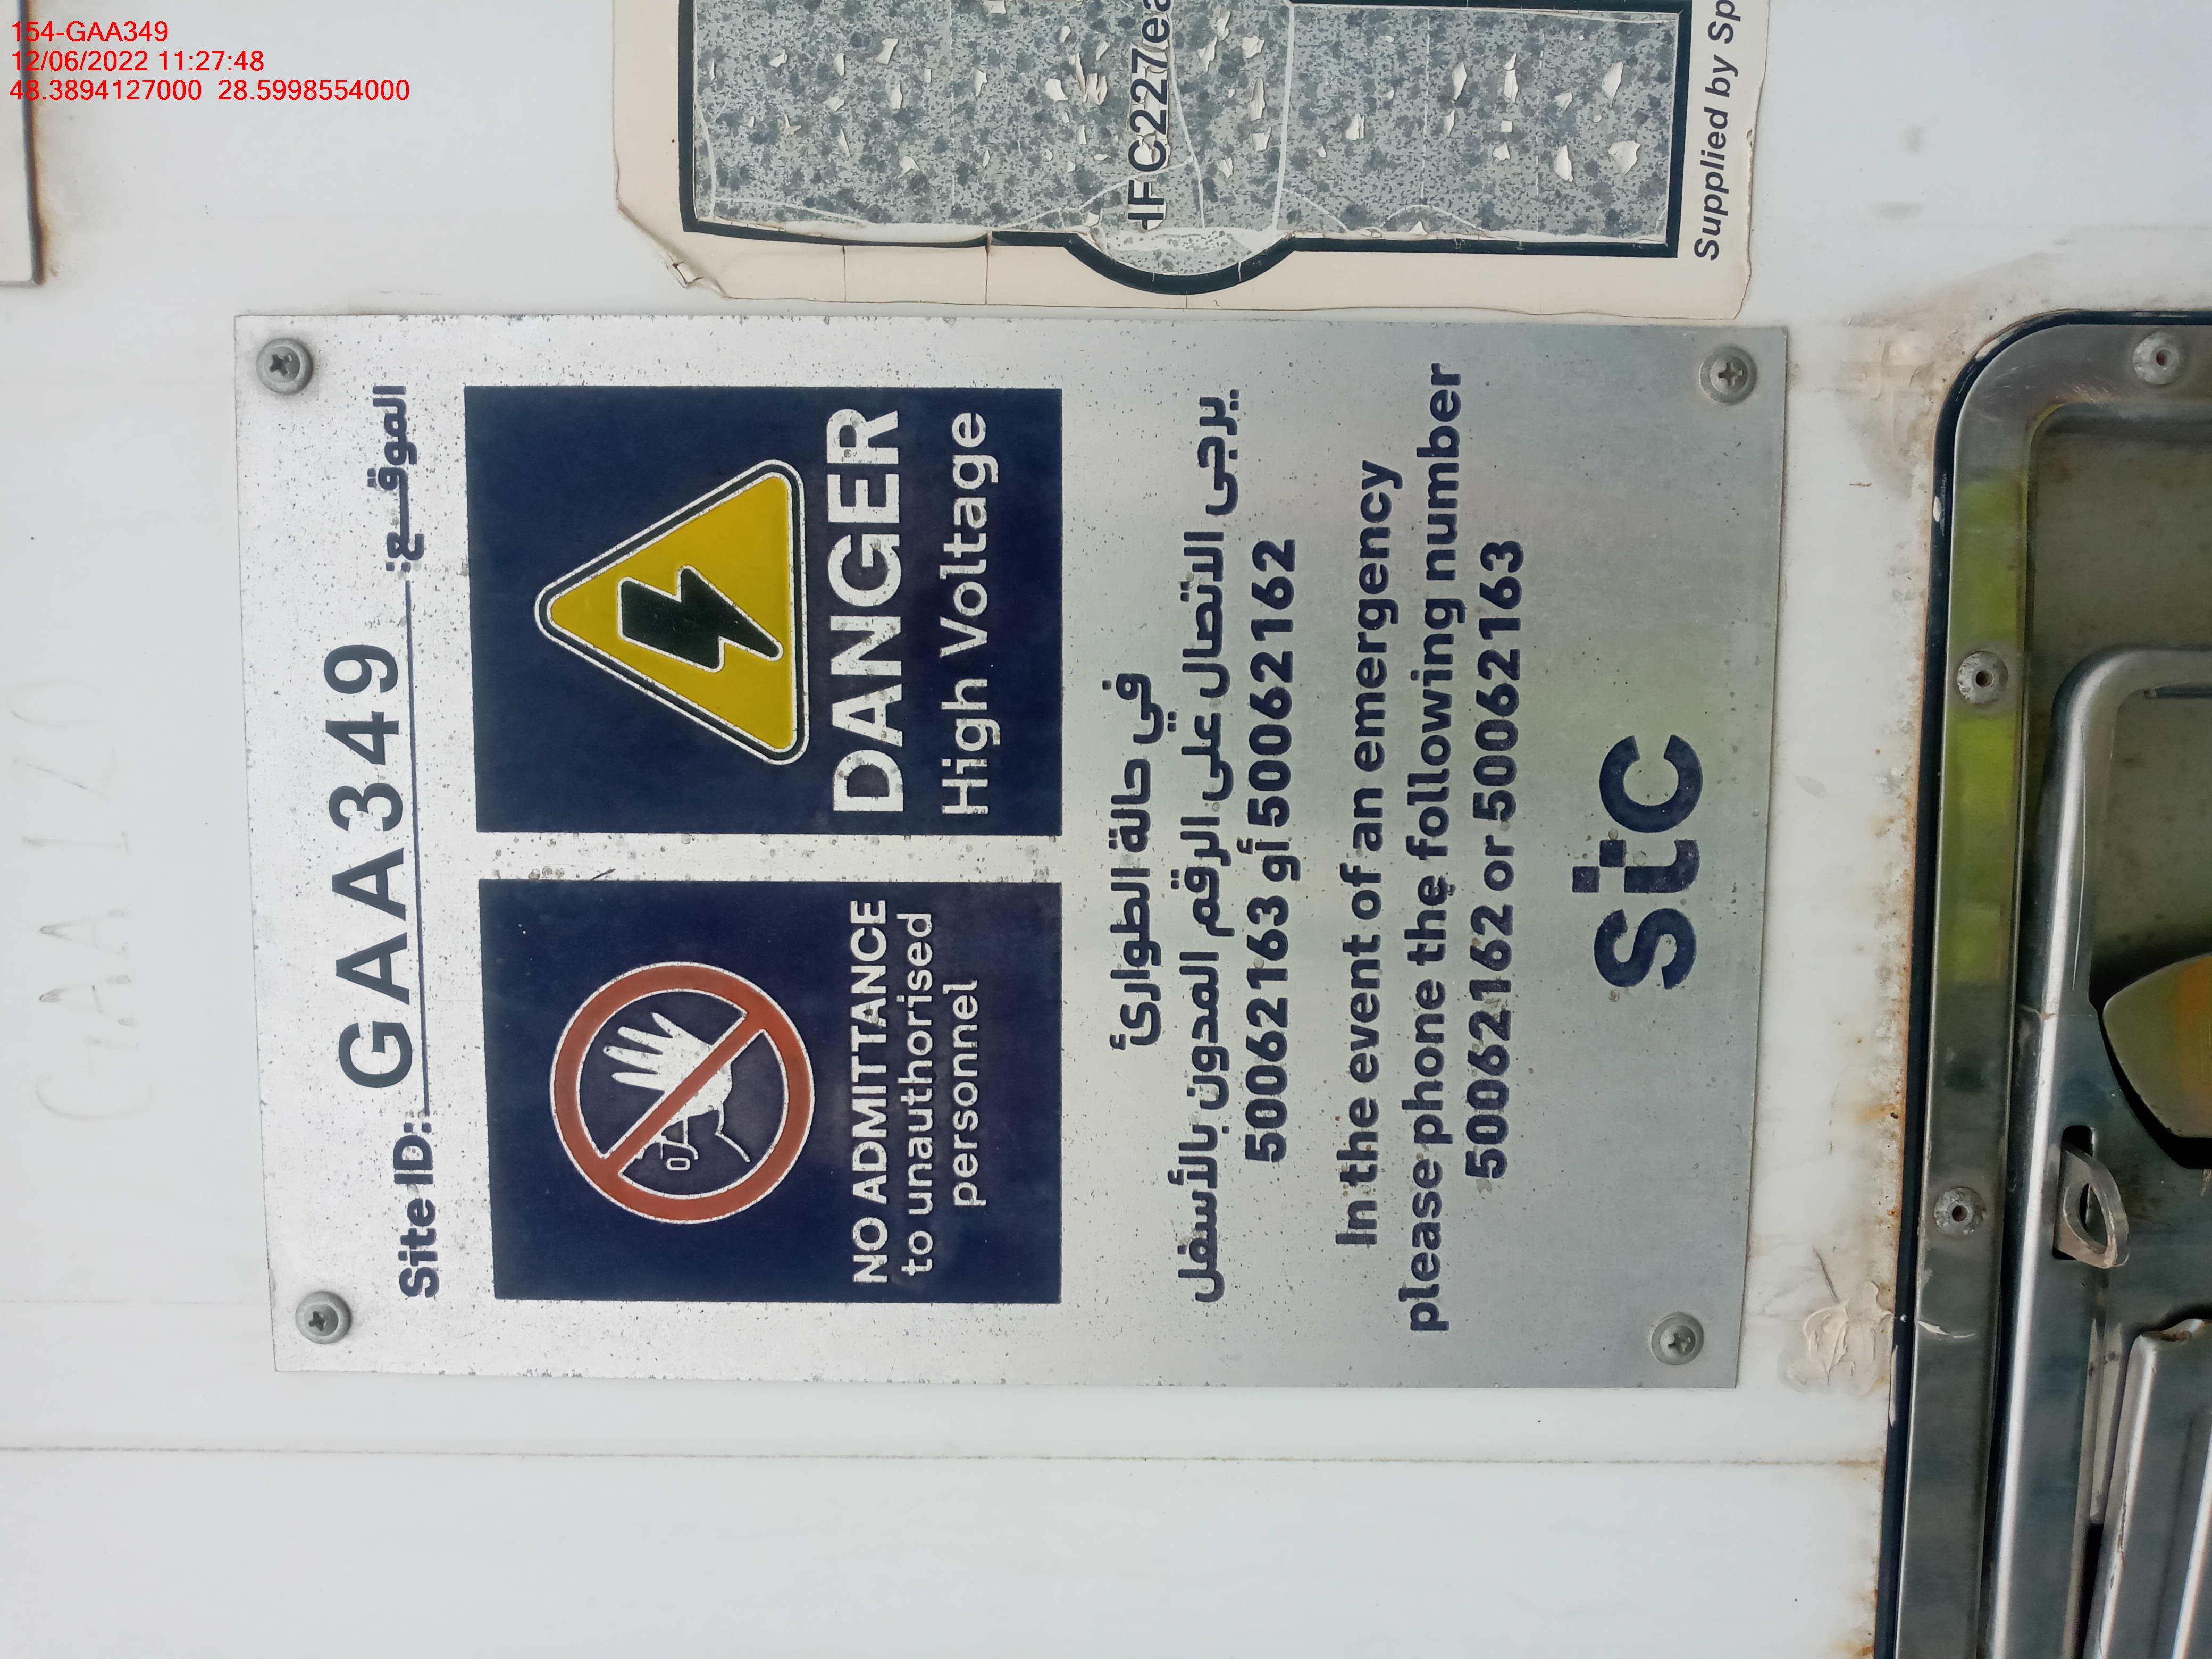 154-GAA349
12/06/2022 11:27:48
48.3894127000 28.5998554000
Site ID: GAA349 الموقع:
NO ADMITTANCE
to unauthorised
personnel
DANGER
High Voltage
في حالة الطوارئ
يرجى الاتصال على الرقم المدون بالأسفل
50062162 أو 50062163
In the event of an emergency
please phone the following number
50062162 or 50062163
stc
HFC227ea
Supplied by